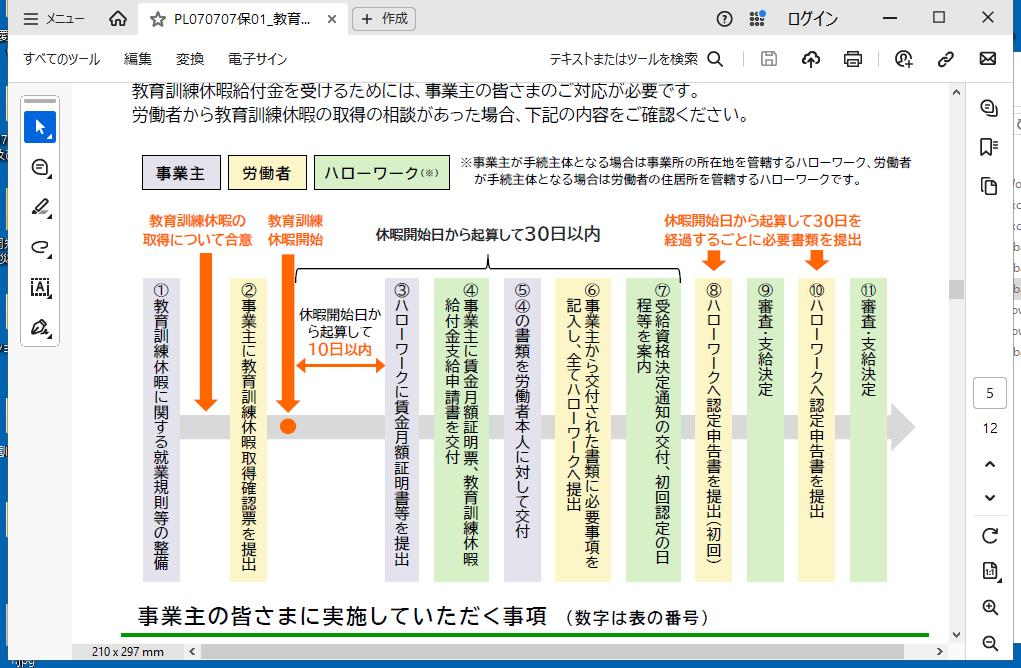 メニュー
PL070707保01_教育...
作成
ログイン
すべてのツール
編集
変換
電子サイン
テキストまたはツールを検索
教育訓練休暇給付金を受けるためには、事業主の皆さまのご対応が必要です。
労働者から教育訓練休暇の取得の相談があった場合、下記の内容をご確認ください。
事業主
労働者
ハローワーク(※)
※事業主が手続主体となる場合は事業所の所在地を管轄するハローワーク、労働者
が手続主体となる場合は労働者の住居所を管轄するハローワークです。
教育訓練休暇の
取得について合意
教育訓練
休暇開始
休暇開始日から起算して30日以内
休暇開始日から起算して30日を
経過するごとに必要書類を提出
休暇開始日か
ら起算して
10日以内
①教育訓練休暇に関する就業規則等の整備
②事業主に教育訓練休暇取得確認票を提出
③ハローワークに賃金月額証明書等を提出
④事業主に賃金月額証明票、教育訓練休暇
給付金支給申請書を交付
⑤④の書類を労働者本人に対して交付
⑥事業主から交付された書類に必要事項を
記入し、全てハローワークへ提出
⑦受給資格決定通知の交付、初回認定の日
程等を案内
⑧ハローワークへ認定申告書を提出(初回)
⑨審査・支給決定
⑩ハローワークへ認定申告書を提出
⑪審査・支給決定
事業主の皆さまに実施していただく事項 (数字は表の番号)
210 x 297 mm
5
12
1:1